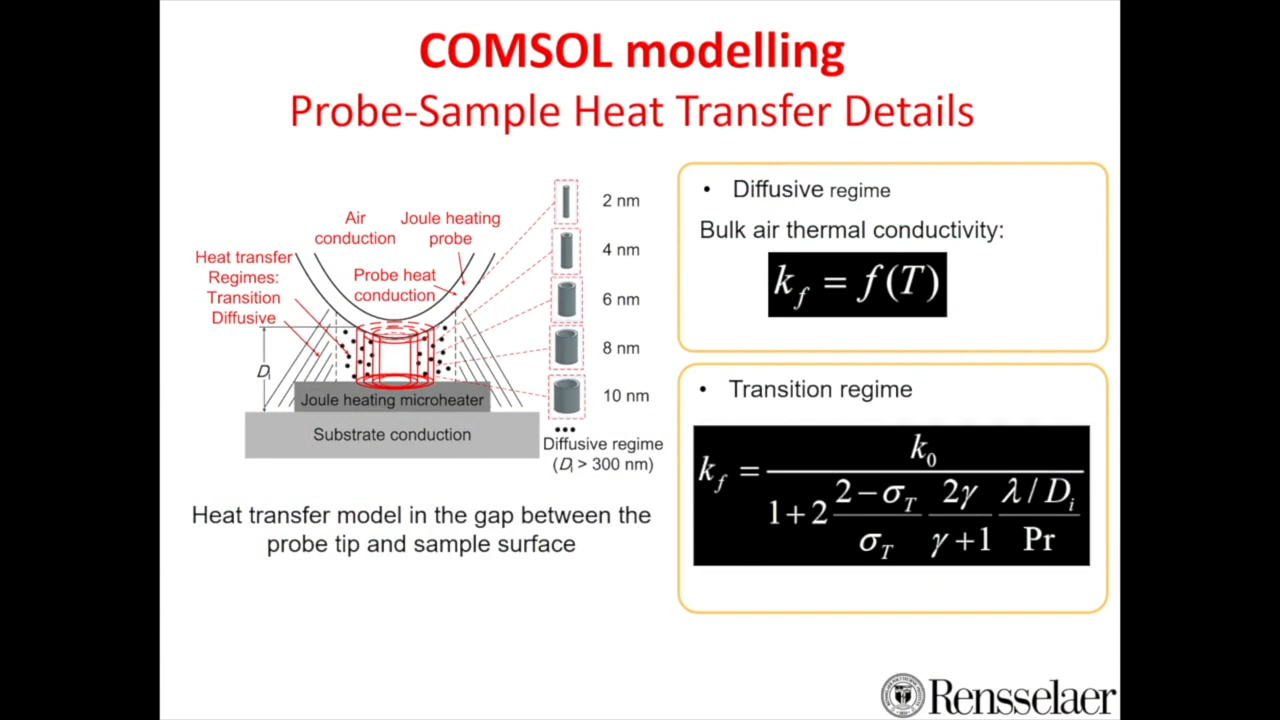 COMSOL modelling
Probe-Sample Heat Transfer Details
Air
conduction
Joule heating
probe
Heat transfer
Regimes:
Transition
Diffusive
Probe heat
conduction
Dᵢ
Joule heating microheater
Substrate conduction
2 nm
4 nm
6 nm
8 nm
10 nm
•••
Diffusive regime
(Dᵢ > 300 nm)
Heat transfer model in the gap between the
probe tip and sample surface
• Diffusive regime
Bulk air thermal conductivity:
k_f = f(T)
• Transition regime
k_f = k_0 / (1 + 2 (2 − σ_T)/σ_T 2γ/(γ + 1) (λ / D_i)/Pr)
Rensselaer